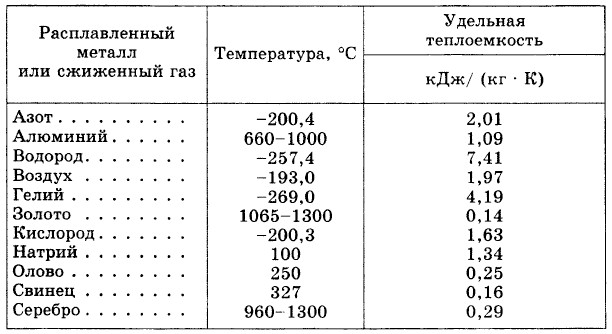 Расплавленный
металл
или сжиженный газ
Температура, °С
Удельная
теплоемкость
кДж/ (кг · К)
Азот . . . . . . . . . . −200,4 2,01
Алюминий . . . . . . 660−1000 1,09
Водород. . . . . . . . −257,4 7,41
Воздух . . . . . . . . −193,0 1,97
Гелий . . . . . . . . . −269,0 4,19
Золото . . . . . . . . 1065−1300 0,14
Кислород. . . . . . . −200,3 1,63
Натрий . . . . . . . . 100 1,34
Олово . . . . . . . . . 250 0,25
Свинец . . . . . . . . 327 0,16
Серебро . . . . . . . 960−1300 0,29